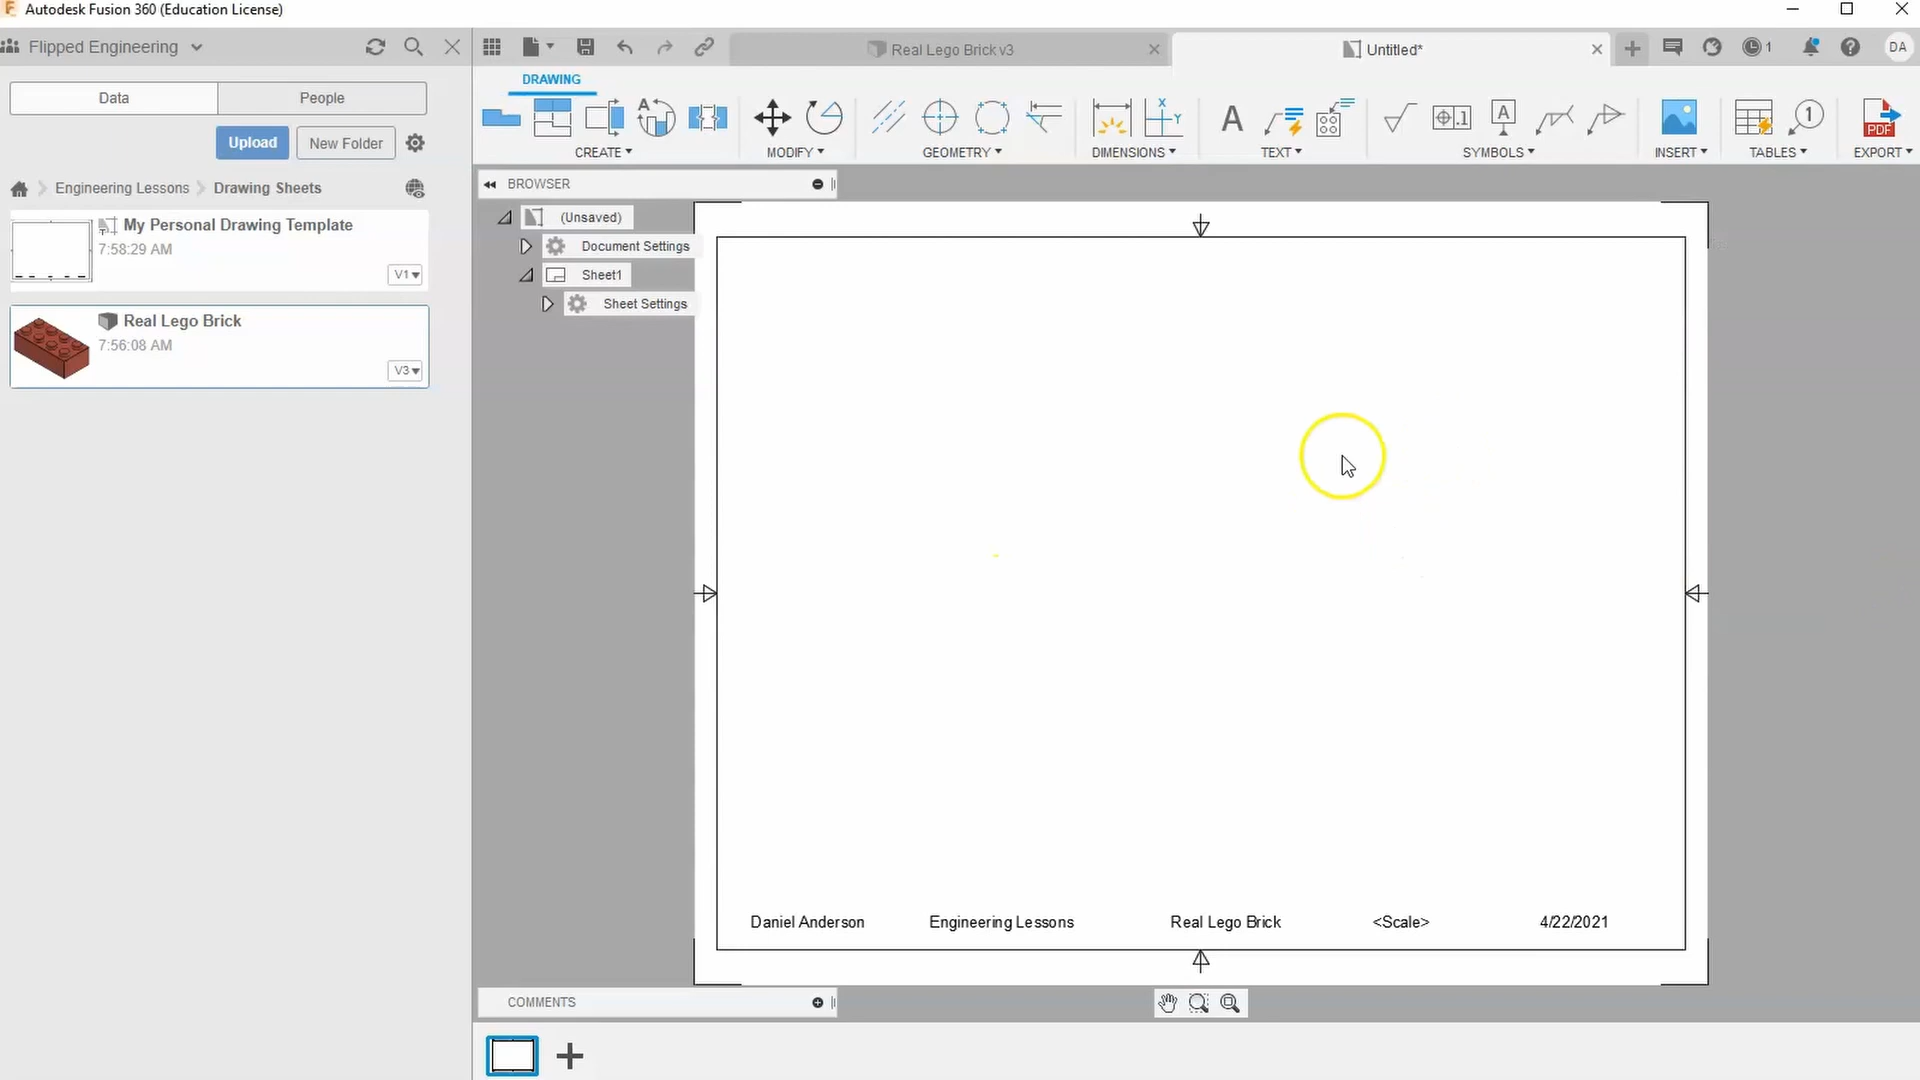 Autodesk Fusion 360 (Education License)
Flipped Engineering
Real Lego Brick v3
Untitled*
1
DA
Data
People
Upload
New Folder
Engineering Lessons
Drawing Sheets
My Personal Drawing Template
7:58:29 AM
V1
Real Lego Brick
7:56:08 AM
V3
DRAWING
CREATE
MODIFY
GEOMETRY
DIMENSIONS
TEXT
SYMBOLS
INSERT
TABLES
PDF
EXPORT
BROWSER
(Unsaved)
Document Settings
Sheet1
Sheet Settings
Daniel Anderson
Engineering Lessons
Real Lego Brick
<Scale>
4/22/2021
COMMENTS